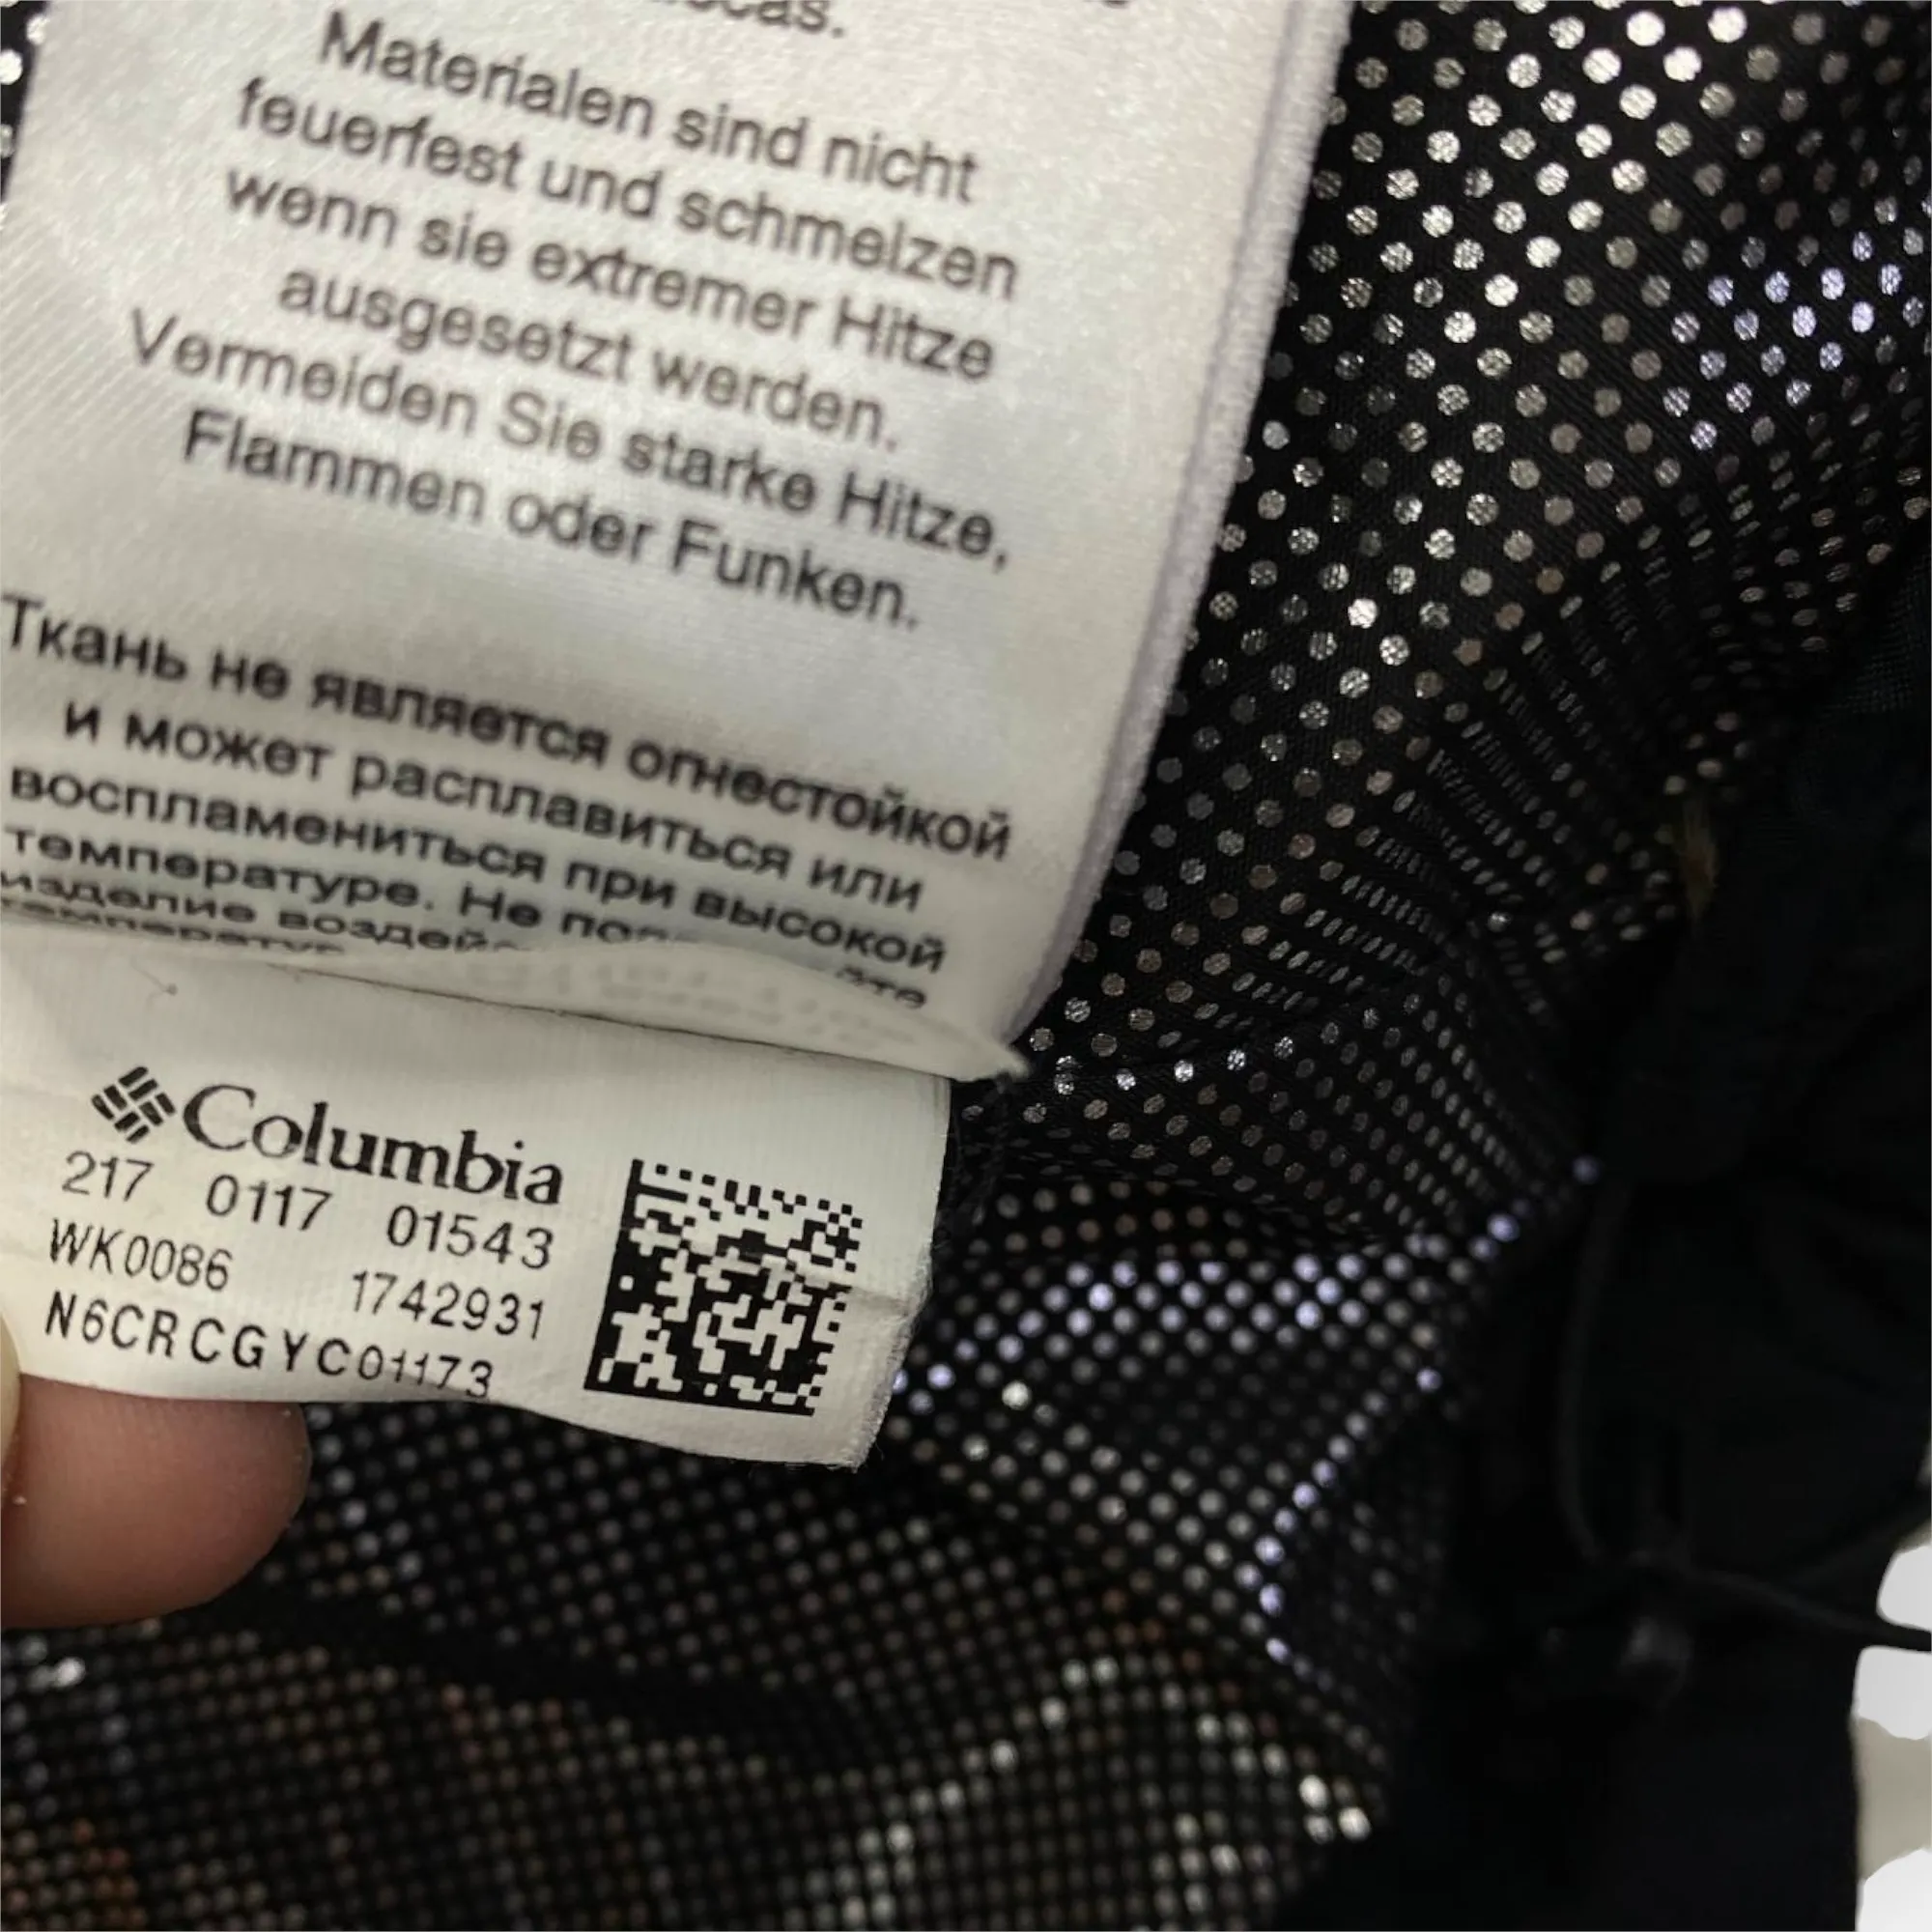 Materialen sind nicht
feuerfest und schmelzen
wenn sie extremer Hitze
ausgesetzt werden.
Vermeiden Sie starke Hitze,
Flammen oder Funken.
Ткань не является огнестойкой
и может расплавиться или
воспламениться при высокой
температуре. Не
изделие
Columbia
217 0117 01543
WK0086 1742931
N6CRCGYC01173